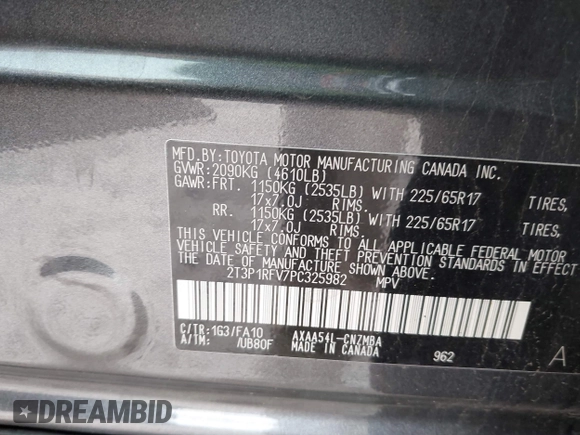 MFD.BY:TOYOTA MOTOR MANUFACTURING CANADA INC.
GVWR:2090KG (4610LB)
GAWR:FRT. 1150KG (2535LB) WITH 225/65R17 TIRES,
17x7.0J RIMS.
RR. 1150KG (2535LB) WITH 225/65R17 TIRES,
17x7.0J RIMS.
THIS VEHICLE CONFORMS TO ALL APPLICABLE FEDERAL MOTOR
VEHICLE SAFETY AND THEFT PREVENTION STANDARDS IN EFFECT
THE DATE OF MANUFACTURE SHOWN ABOVE.
2T3P1RFV7PC325982 MPV
C/TR:1G3/FA10 AXAA54L-CNZMBA
A/TM: /UB80F MADE IN CANADA 962 A
DREAMBID